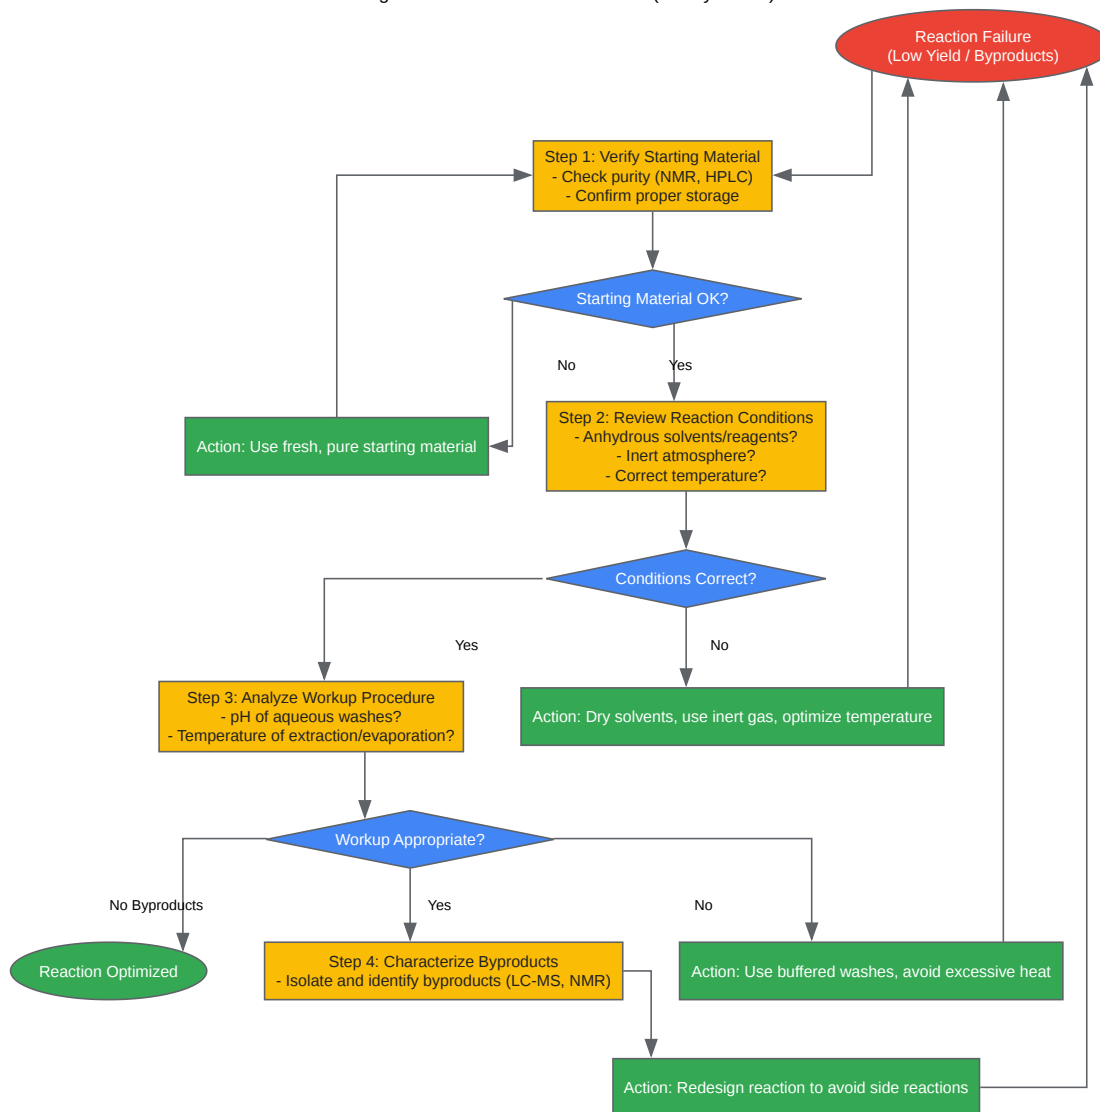 Reaction Failure
(Low Yield / Byproducts)
Step 1: Verify Starting Material
- Check purity (NMR, HPLC)
- Confirm proper storage
Starting Material OK?
No
Yes
Action: Use fresh, pure starting material
Step 2: Review Reaction Conditions
- Anhydrous solvents/reagents?
- Inert atmosphere?
- Correct temperature?
Conditions Correct?
Yes
No
Step 3: Analyze Workup Procedure
- pH of aqueous washes?
- Temperature of extraction/evaporation?
Action: Dry solvents, use inert gas, optimize temperature
Workup Appropriate?
No Byproducts
Yes
No
Reaction Optimized
Step 4: Characterize Byproducts
- Isolate and identify byproducts (LC-MS, NMR)
Action: Use buffered washes, avoid excessive heat
Action: Redesign reaction to avoid side reactions